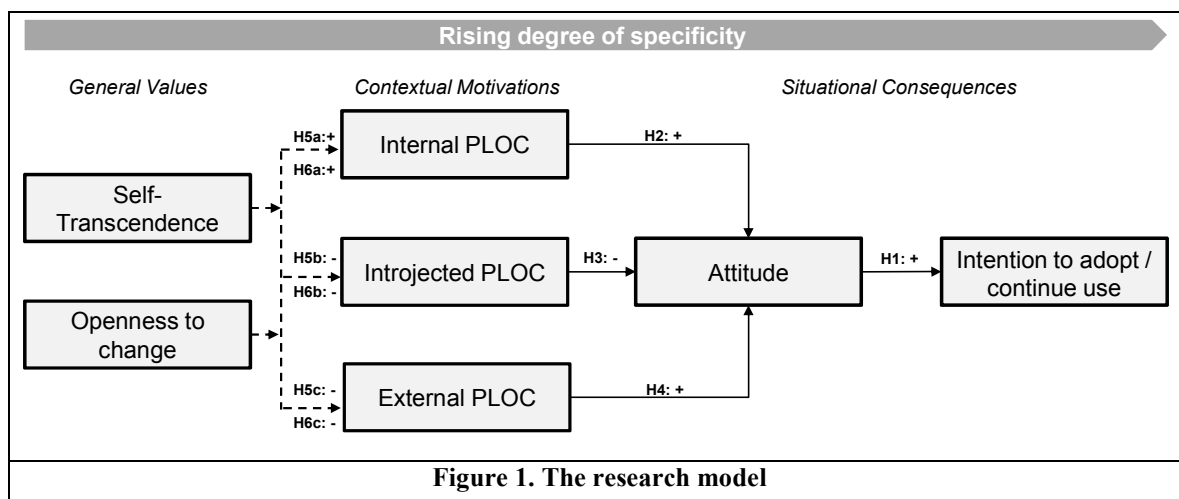 Rising degree of specificity
General Values
Contextual Motivations
Situational Consequences
H5a:+
H6a:+
Internal PLOC
H2: +
Self-
Transcendence
H5b: -
H6b: -
Introjected PLOC
H3: -
Attitude
H1: +
Intention to adopt /
continue use
Openness to
change
H5c: -
H6c: -
External PLOC
H4: +
Figure 1. The research model